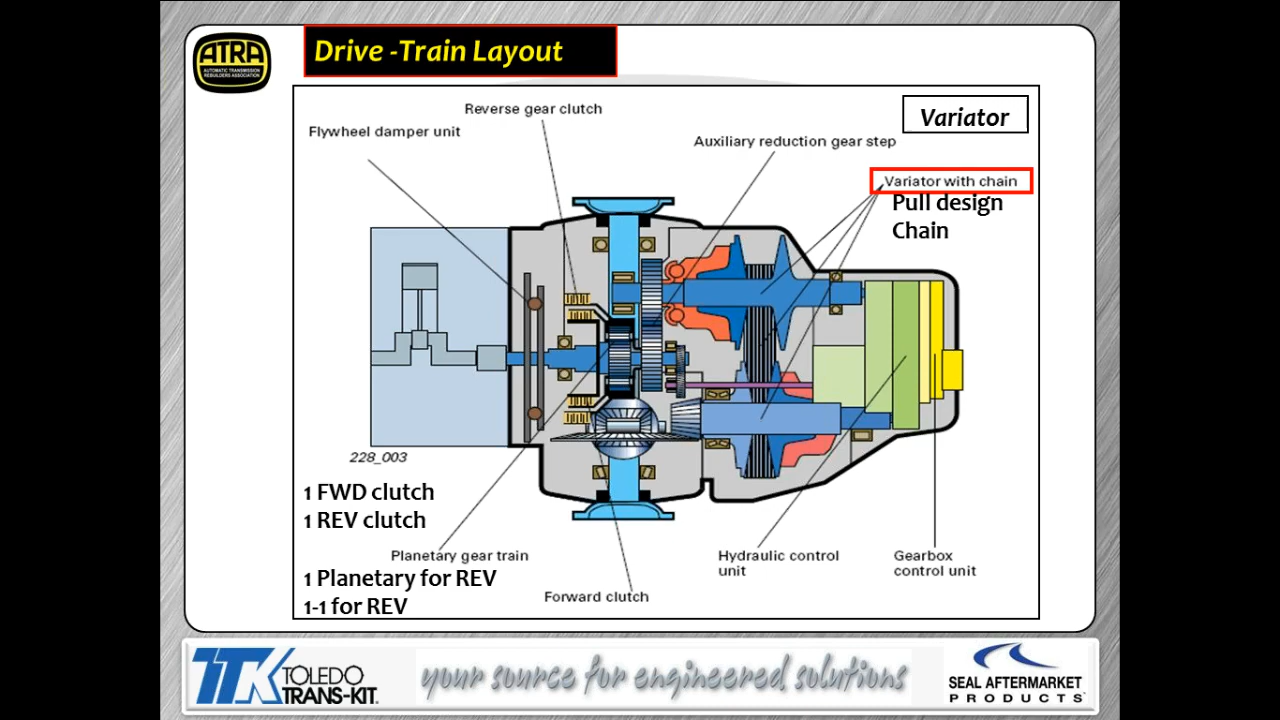 Drive -Train Layout
ATRA
AUTOMATIC TRANSMISSION
REBUILDERS ASSOCIATION
Variator
Reverse gear clutch
Flywheel damper unit
Auxiliary reduction gear step
Variator with chain
Pull design
Chain
228_003
1 FWD clutch
1 REV clutch
Planetary gear train
1 Planetary for REV
1-1 for REV
Forward clutch
Hydraulic control
unit
Gearbox
control unit
TTK TOLEDO
TRANS-KIT.
your source for engineered solutions
SEAL AFTERMARKET
PRODUCTS